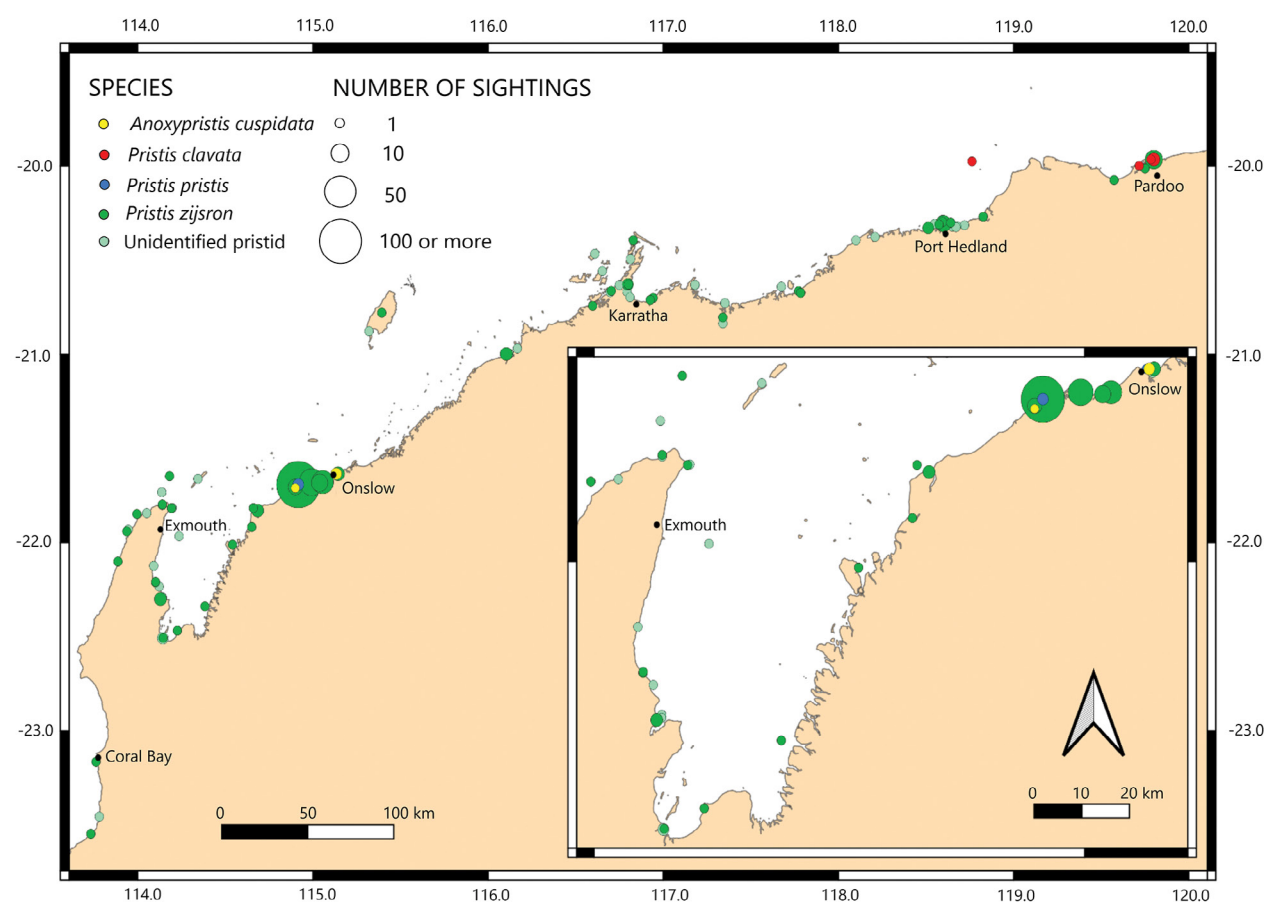 114.0 115.0 116.0 117.0 118.0 119.0 120.0
SPECIES
Anoxypristis cuspidata
Pristis clavata
Pristis pristis
Pristis zijsron
Unidentified pristid
NUMBER OF SIGHTINGS
1
10
50
100 or more
-20.0 -20.0
Pardoo
Port Hedland
Karratha
-21.0 -21.0
Onslow
Onslow
Exmouth
Exmouth
-22.0 -22.0
-23.0 -23.0
Coral Bay
0 50 100 km
0 10 20 km
114.0 115.0 116.0 117.0 118.0 119.0 120.0